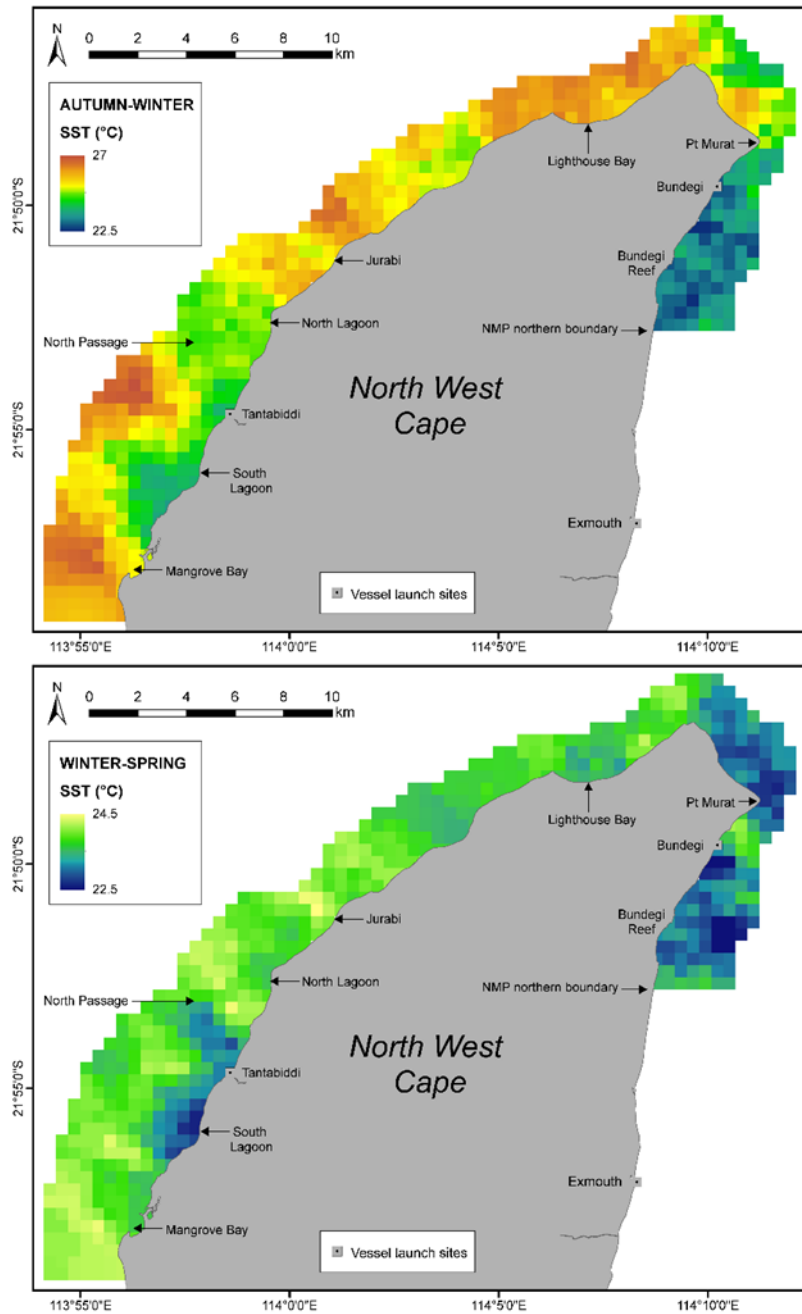 N
0 2 4 6 8 10
km
AUTUMN-WINTER
SST (°C)
27
22.5
Lighthouse Bay
Pt Murat
Bundegi
21°50'0"S
Bundegi
Reef
Jurabi
North Lagoon
NMP northern boundary
North Passage
North West
Cape
Tantabiddi
21°55'0"S
South
Lagoon
Exmouth
Mangrove Bay
Vessel launch sites
113°55'0"E 114°0'0"E 114°5'0"E 114°10'0"E
N
0 2 4 6 8 10
km
WINTER-SPRING
SST (°C)
24.5
22.5
Pt Murat
Lighthouse Bay
Bundegi
21°50'0"S
Bundegi
Reef
Jurabi
North Lagoon
NMP northern boundary
North Passage
North West
Cape
Tantabiddi
21°55'0"S
South
Lagoon
Exmouth
Mangrove Bay
Vessel launch sites
113°55'0"E 114°0'0"E 114°5'0"E 114°10'0"E